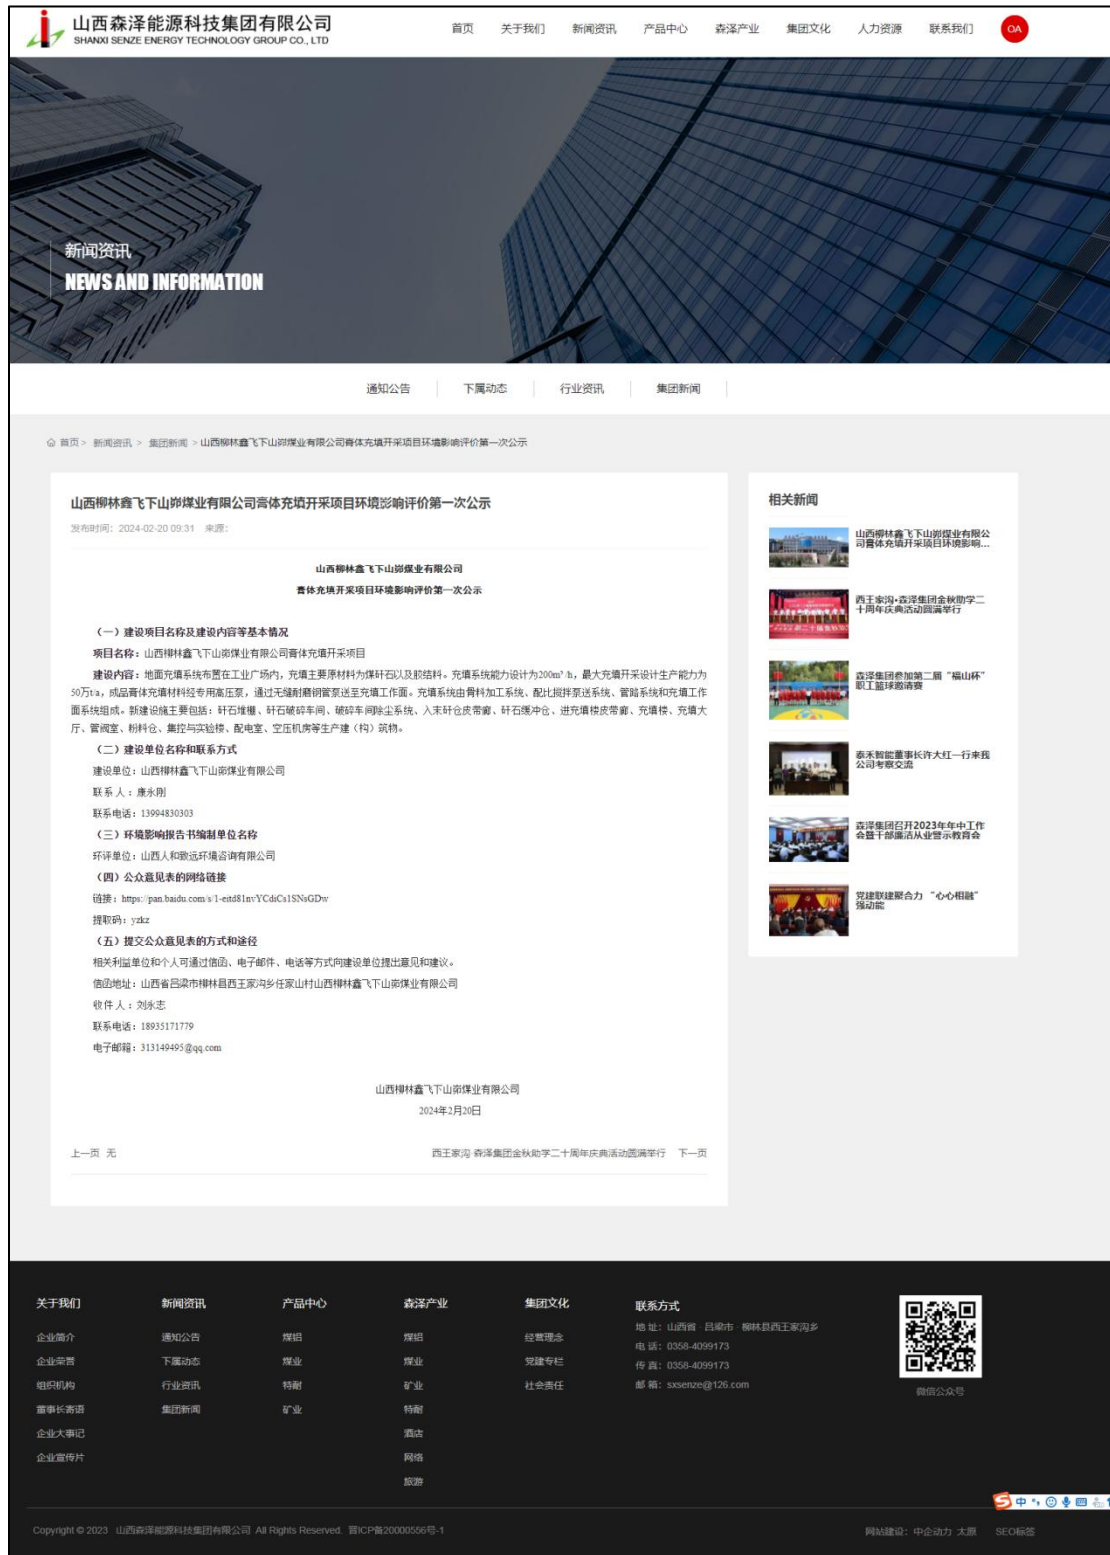 山西森泽能源科技集团有限公司
SHANXI SENZE ENERGY TECHNOLOGY GROUP CO., LTD
首页 关于我们 新闻资讯 产品中心 森泽产业 集团文化 人力资源 联系我们 OA
新闻资讯
NEWS AND INFORMATION
通知公告 下属动态 行业资讯 集团新闻
首页 > 新闻资讯 > 集团新闻 > 山西柳林鑫飞下山峁煤业有限公司膏体充填开采项目环境影响评价第一次公示
山西柳林鑫飞下山峁煤业有限公司膏体充填开采项目环境影响评价第一次公示
发布时间：2024-02-20 09:31 来源：
山西柳林鑫飞下山峁煤业有限公司
膏体充填开采项目环境影响评价第一次公示
（一）建设项目名称及建设内容等基本情况
项目名称：山西柳林鑫飞下山峁煤业有限公司膏体充填开采项目
建设内容：地面充填系统布置在工业广场内，充填主要原材料为煤矸石以及胶结料。充填系统能力设计为200m³/h，最大充填开采设计生产能力为
50万t/a，成品膏体充填材料经专用高压泵，通过无缝耐磨钢管泵送至充填工作面。充填系统由骨料加工系统、配比搅拌泵送系统、管路系统和充填工作
面系统组成。新建设施主要包括：矸石堆棚、矸石破碎车间、破碎车间除尘系统、入末矸仓皮带廊、矸石缓冲仓、进充填楼皮带廊、充填楼、充填大
厅、管阀室、粉料仓、集控与实验楼、配电室、空压机房等生产建（构）筑物。
（二）建设单位名称和联系方式
建设单位：山西柳林鑫飞下山峁煤业有限公司
联系人：康永刚
联系电话：13994830303
（三）环境影响报告书编制单位名称
环评单位：山西人和致远环境咨询有限公司
（四）公众意见表的网络链接
链接：https://pan.baidu.com/s/1-eitd81nvYCdiCs1SNsGDw
提取码：yzkz
（五）提交公众意见表的方式和途径
相关利益单位和个人可通过信函、电子邮件、电话等方式向建设单位提出意见和建议。
信函地址：山西省吕梁市柳林县西王家沟乡任家山村山西柳林鑫飞下山峁煤业有限公司
收件人：刘永志
联系电话：18935171779
电子邮箱：313149495@qq.com
山西柳林鑫飞下山峁煤业有限公司
2024年2月20日
上一页 无 西王家沟·森泽集团金秋助学二十周年庆典活动圆满举行 下一页
相关新闻
山西柳林鑫飞下山峁煤业有限公
司膏体充填开采项目环境影响...
西王家沟•森泽集团金秋助学二
十周年庆典活动圆满举行
森泽集团参加第二届“福山杯”
职工篮球邀请赛
泰禾智能董事长许大红一行来我
公司考察交流
森泽集团召开2023年年中工作
会暨干部廉洁从业警示教育会
党建联建聚合力 “心心相融”
强动能
关于我们 新闻资讯 产品中心 森泽产业 集团文化 联系方式
企业简介 通知公告 煤铝 煤铝 经营理念 地 址：山西省 · 吕梁市 · 柳林县西王家沟乡
企业荣誉 下属动态 煤业 煤业 党建专栏 电 话：0358-4099173
组织机构 行业资讯 特耐 矿业 社会责任 传 真：0358-4099173
董事长寄语 集团新闻 矿业 特耐 邮 箱：sxsenze@126.com
企业大事记 酒店
企业宣传片 网络
旅游
微信公众号
中
Copyright © 2023 山西森泽能源科技集团有限公司 All Rights Reserved. 晋ICP备20000556号-1 网站建设：中企动力 太原 SEO标签